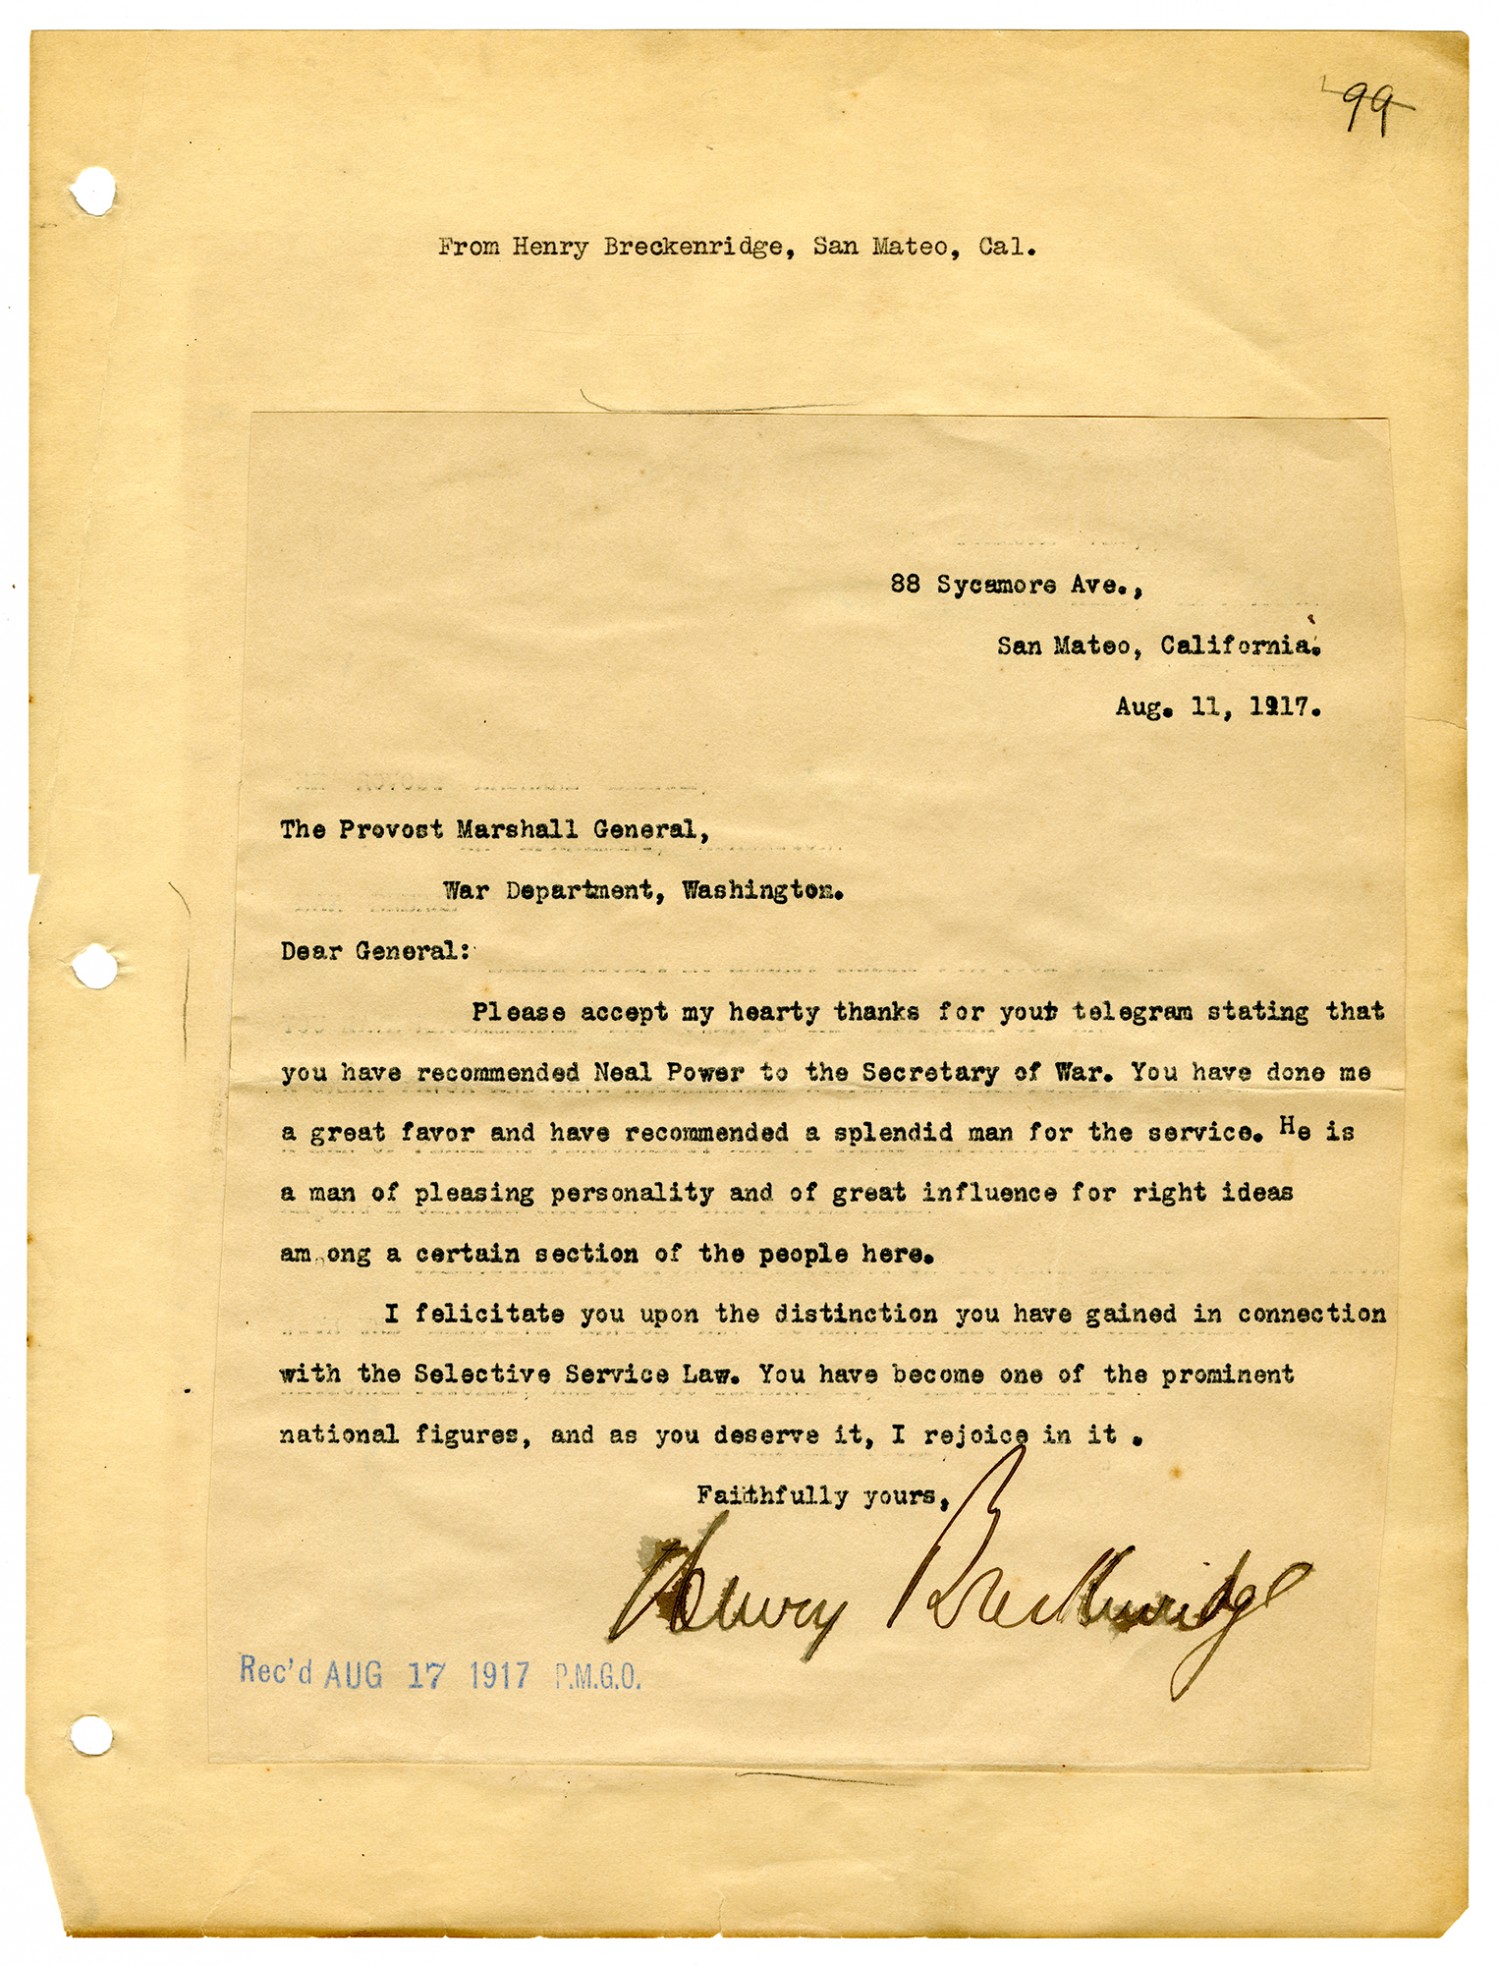 99
From Henry Breckenridge, San Mateo, Cal.
88 Sycamore Ave.,
San Mateo, California.
Aug. 11, 1917.
The Provost Marshall General,
War Department, Washington.
Dear General:
Please accept my hearty thanks for your telegram stating that
you have recommended Neal Power to the Secretary of War. You have done me
a great favor and have recommended a splendid man for the service. He is
a man of pleasing personality and of great influence for right ideas
am ong a certain section of the people here.
I felicitate you upon the distinction you have gained in connection
with the Selective Service Law. You have become one of the prominent
national figures, and as you deserve it, I rejoice in it .
Faithfully yours,
Henry Breckenridge
Rec'd AUG 17 1917 P.M.G.O.